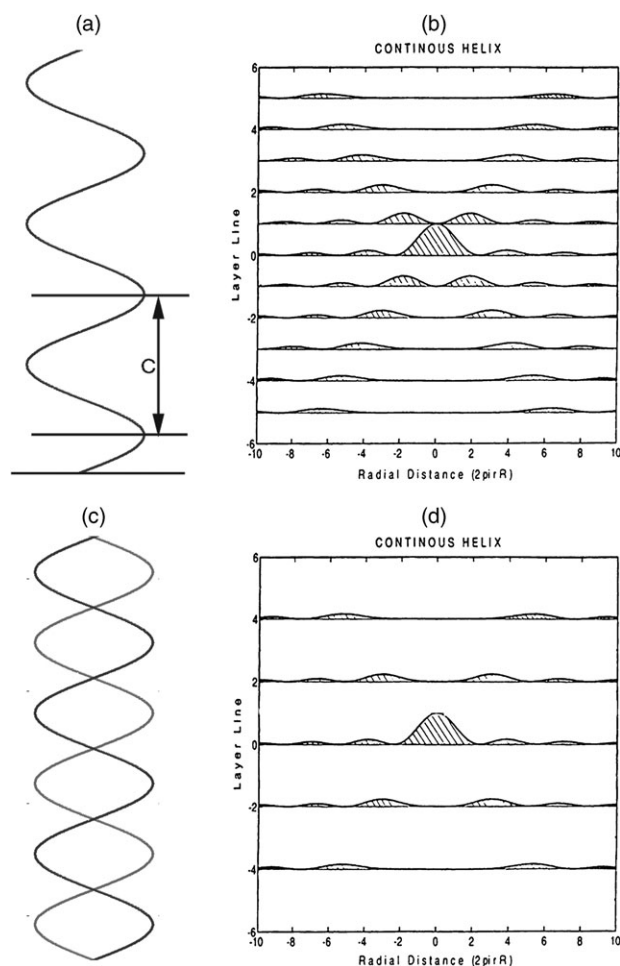 (a)
C
(b)
CONTINOUS HELIX
6
4
2
0
-2
-4
-6
Layer Line
-10 -8 -6 -4 -2 0 2 4 6 8 10
Radial Distance (2pirR)
(c)
(d)
CONTINOUS HELIX
6
4
2
0
-2
-4
-6
Layer Line
-10 -8 -6 -4 -2 0 2 4 6 8 10
Radial Distance (2pirR)